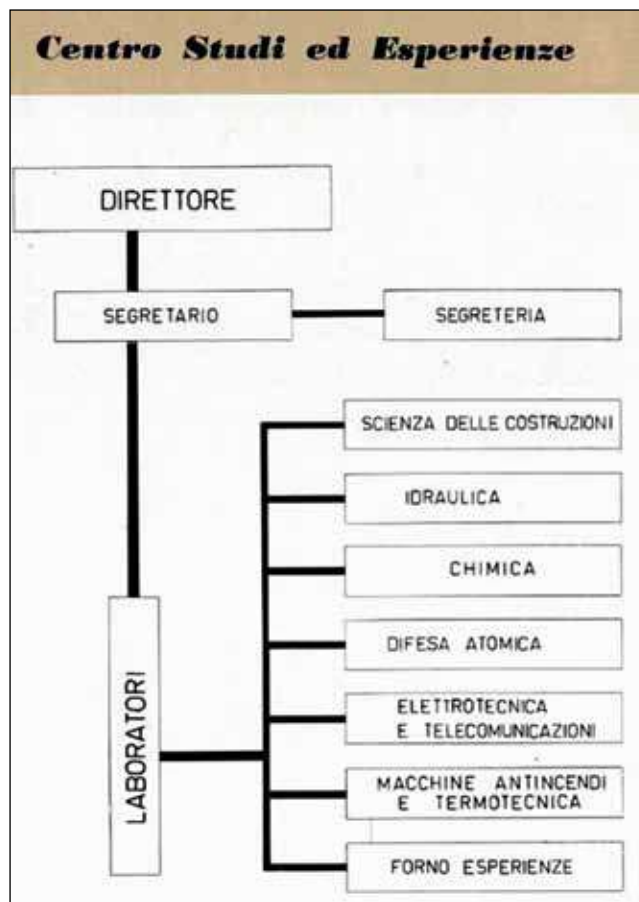 Centro Studi ed Esperienze
DIRETTORE
SEGRETARIO
SEGRETERIA
SCIENZA DELLE COSTRUZIONI
IDRAULICA
CHIMICA
DIFESA ATOMICA
ELETTROTECNICA
E TELECOMUNICAZIONI
MACCHINE ANTINCENDI
E TERMOTECNICA
FORNO ESPERIENZE
LABORATORI